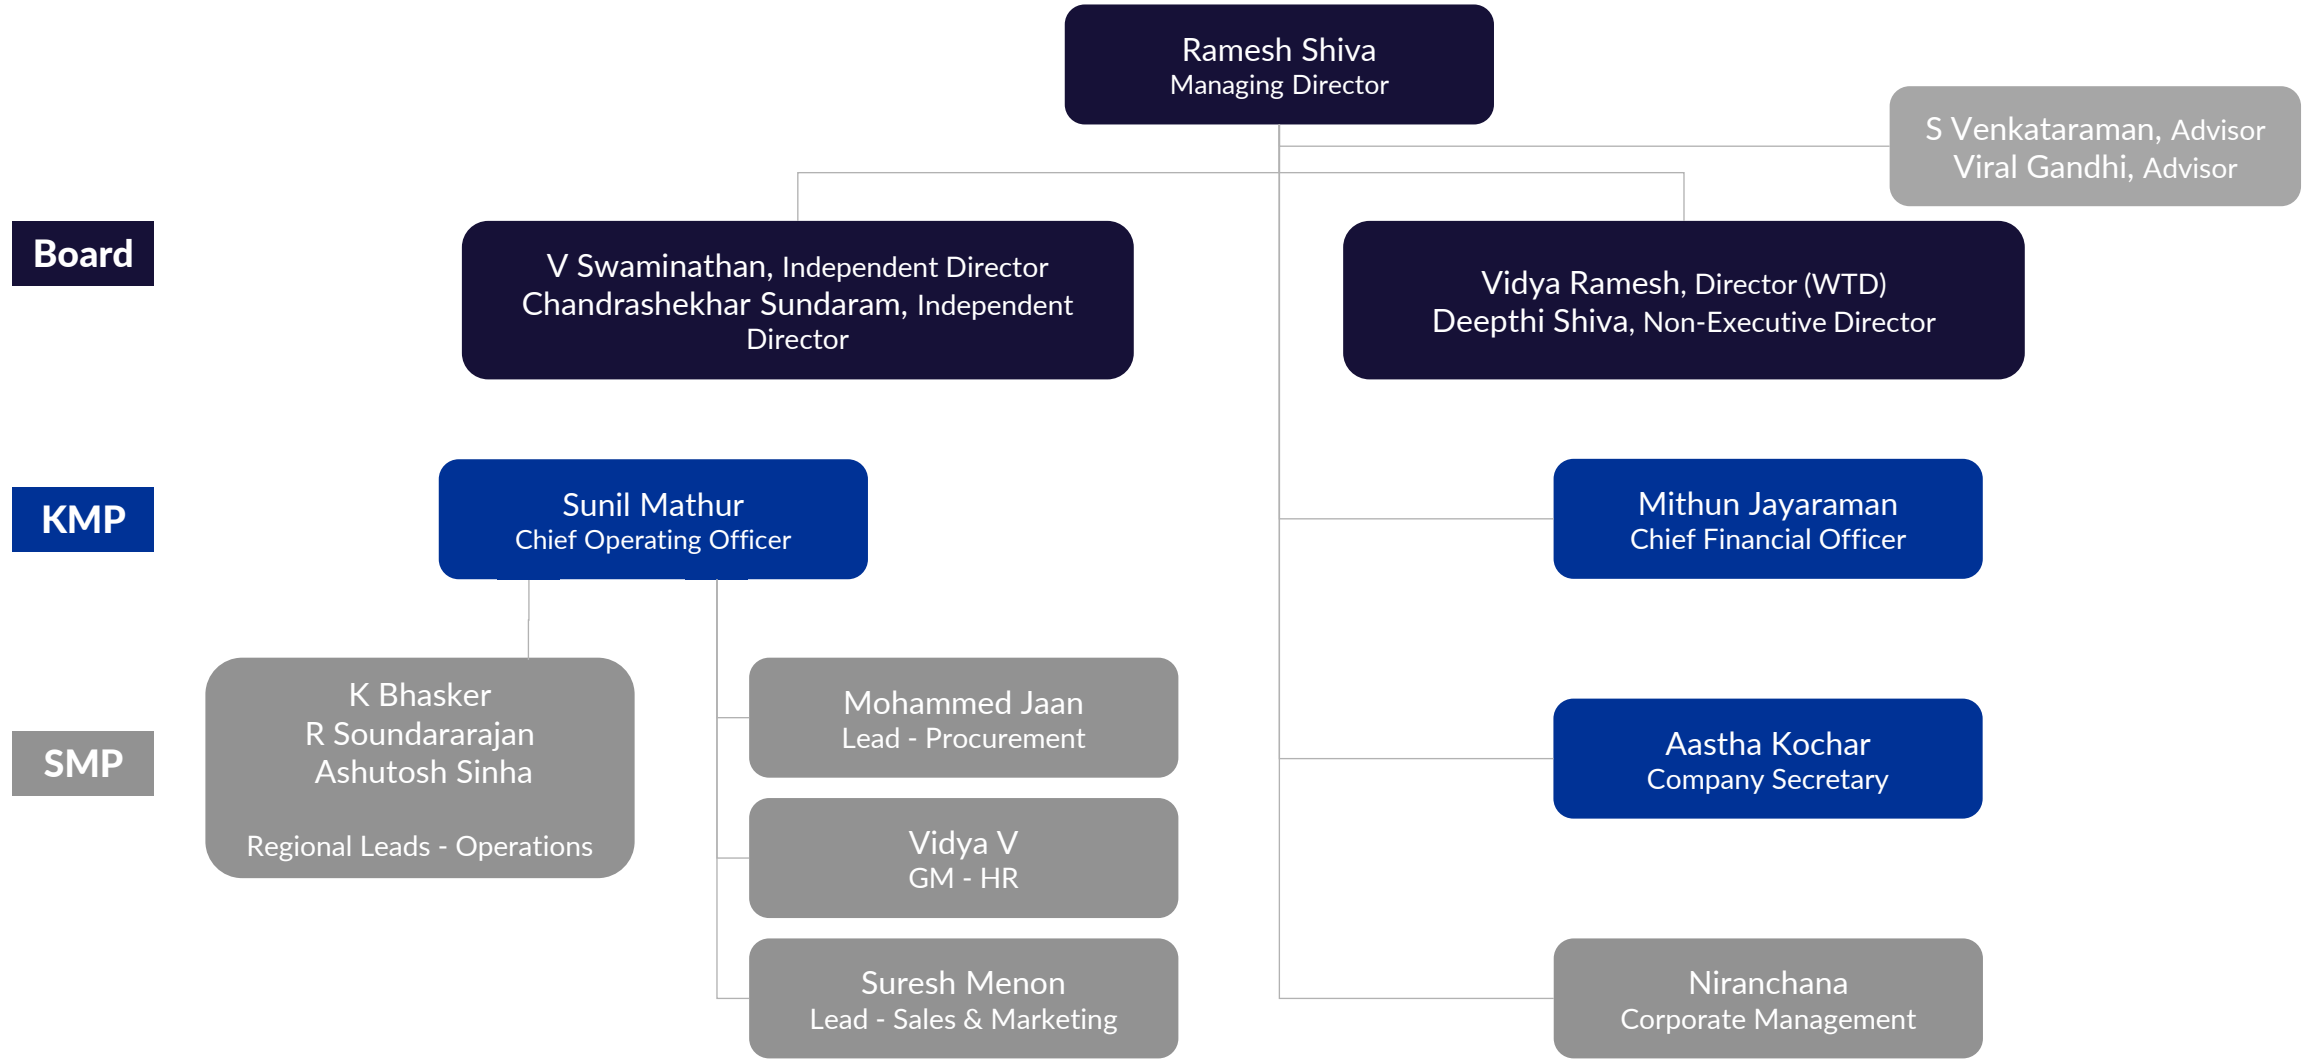 Ramesh Shiva
Managing Director
S Venkataraman, Advisor
Viral Gandhi, Advisor
Board
V Swaminathan, Independent Director
Chandrashekhar Sundaram, Independent
Director
Vidya Ramesh, Director (WTD)
Deepthi Shiva, Non-Executive Director
KMP
Sunil Mathur
Chief Operating Officer
Mithun Jayaraman
Chief Financial Officer
SMP
K Bhasker
R Soundararajan
Ashutosh Sinha
Regional Leads - Operations
Mohammed Jaan
Lead - Procurement
Aastha Kochar
Company Secretary
Vidya V
GM - HR
Suresh Menon
Lead - Sales & Marketing
Niranchana
Corporate Management